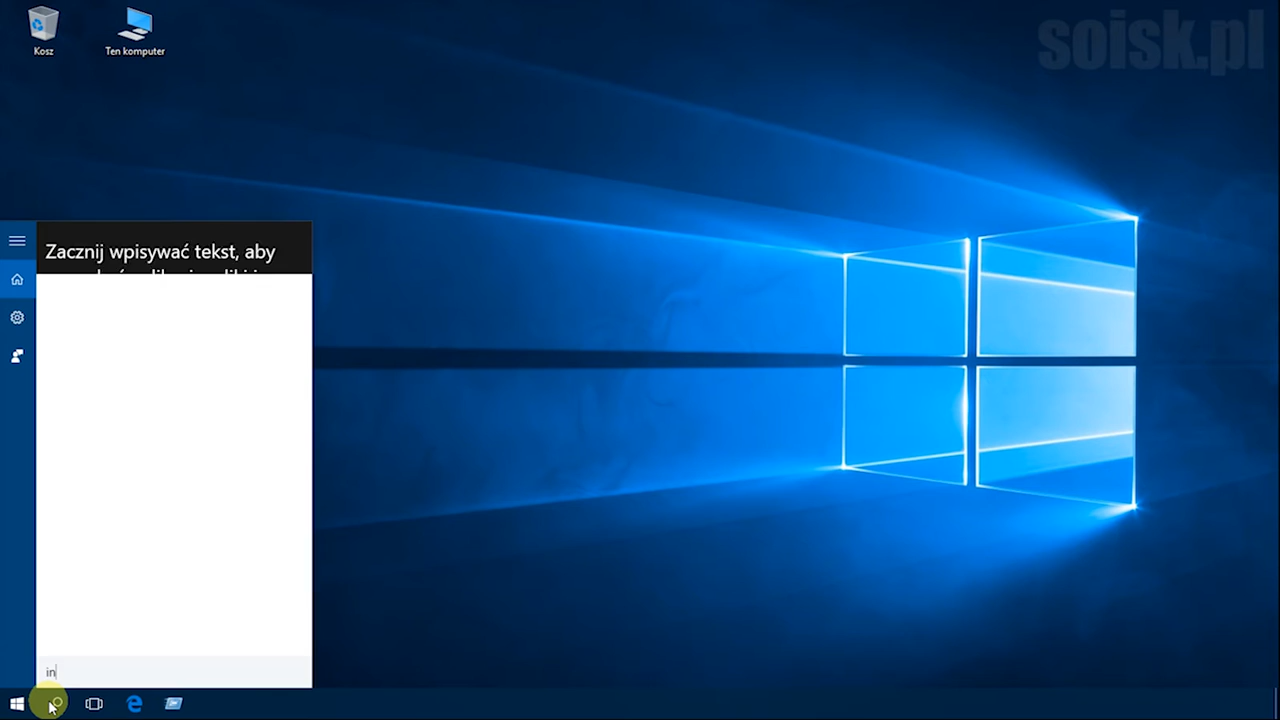 soisk.pl
Kosz
Ten komputer
Zacznij wpisywać tekst, aby
in